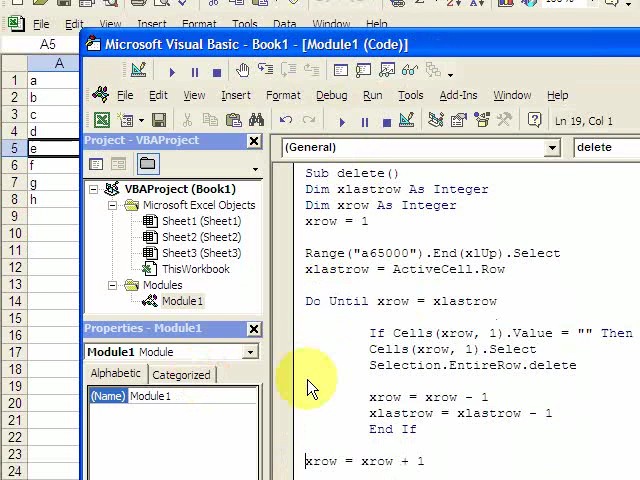 File Edit View Insert Format Tools Data Window
A5
A
Microsoft Visual Basic - Book1 - [Module1 (Code)]
File Edit View Insert Format Debug Run Tools Add-Ins Window Help
Ln 19, Col 1
Project - VBAProject
VBAProject (Book1)
Microsoft Excel Objects
Sheet1 (Sheet1)
Sheet2 (Sheet2)
Sheet3 (Sheet3)
ThisWorkbook
Modules
Module1
Properties - Module1
Module1 Module
Alphabetic Categorized
(Name) Module1
1 a
2 b
3 c
4 d
5 e
6 f
7 g
8 h
9
10
11
12
13
14
15
16
17
18
19
20
21
22
23
24
(General) delete
Sub delete()
Dim xlastrow As Integer
Dim xrow As Integer
xrow = 1
Range("a65000").End(xlUp).Select
xlastrow = ActiveCell.Row
Do Until xrow = xlastrow
If Cells(xrow, 1).Value = "" Then
Cells(xrow, 1).Select
Selection.EntireRow.delete
xrow = xrow - 1
xlastrow = xlastrow - 1
End If
xrow = xrow + 1